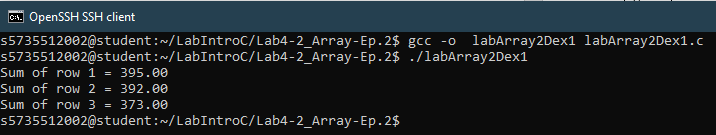 OpenSSH SSH client
s5735512002@student:~/LabIntroC/Lab4-2_Array-Ep.2$ gcc -o  labArray2Dex1 labArray2Dex1.c
s5735512002@student:~/LabIntroC/Lab4-2_Array-Ep.2$ ./labArray2Dex1
Sum of row 1 = 395.00
Sum of row 2 = 392.00
Sum of row 3 = 373.00
s5735512002@student:~/LabIntroC/Lab4-2_Array-Ep.2$